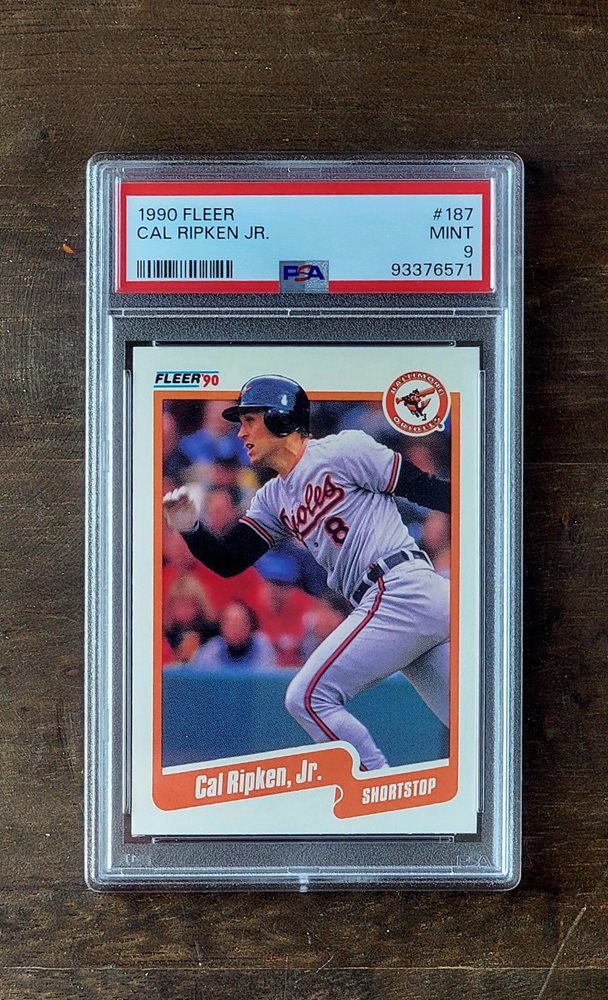 1990 FLEER
#187
CAL RIPKEN JR.
MINT
9
PSA
93376571
FLEER '90
BALTIMORE
ORIOLES
Orioles
8
Cal Ripken, Jr.
SHORTSTOP